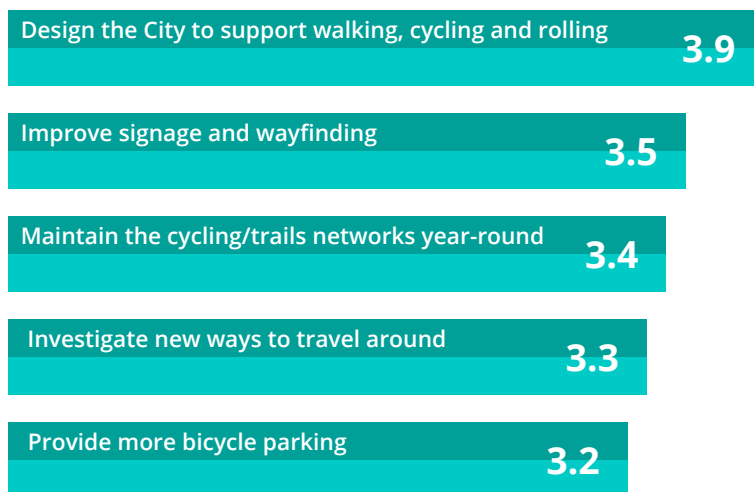 Design the City to support walking, cycling and rolling
3.9
Improve signage and wayfinding
3.5
Maintain the cycling/trails networks year-round
3.4
Investigate new ways to travel around
3.3
Provide more bicycle parking
3.2